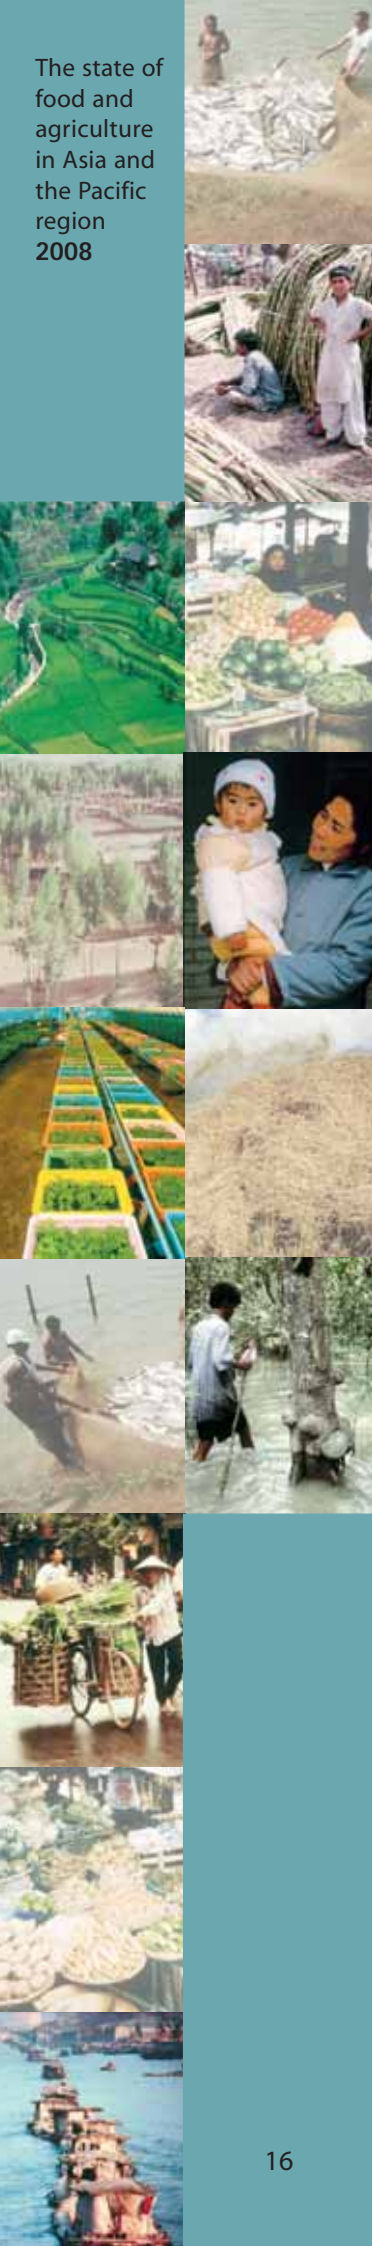 The state of
food and
agriculture
in Asia and
the Pacific
region
2008
16